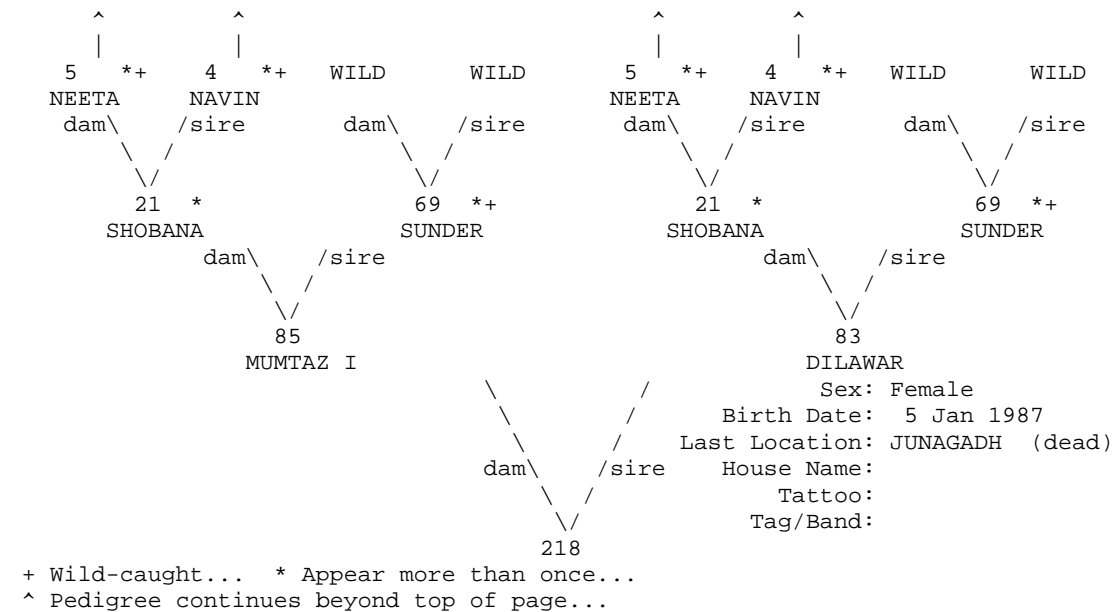 ^ ^ ^ ^
| | | |
5 *+ 4 *+ WILD WILD 5 *+ 4 *+ WILD WILD
NEETA NAVIN NEETA NAVIN
dam\ /sire dam\ /sire dam\ /sire dam\ /sire
\ / \ / \ / \ /
\/ \/ \/ \/
21 * 69 *+ 21 * 69 *+
SHOBANA SUNDER SHOBANA SUNDER
dam\ /sire dam\ /sire
\ / \ /
\/ \/
85 83
MUMTAZ I DILAWAR
\ / Sex: Female
\ / Birth Date: 5 Jan 1987
\ / Last Location: JUNAGADH (dead)
dam\ /sire House Name:
\ / Tattoo:
\/ Tag/Band:
218
+ Wild-caught... * Appear more than once...
^ Pedigree continues beyond top of page...